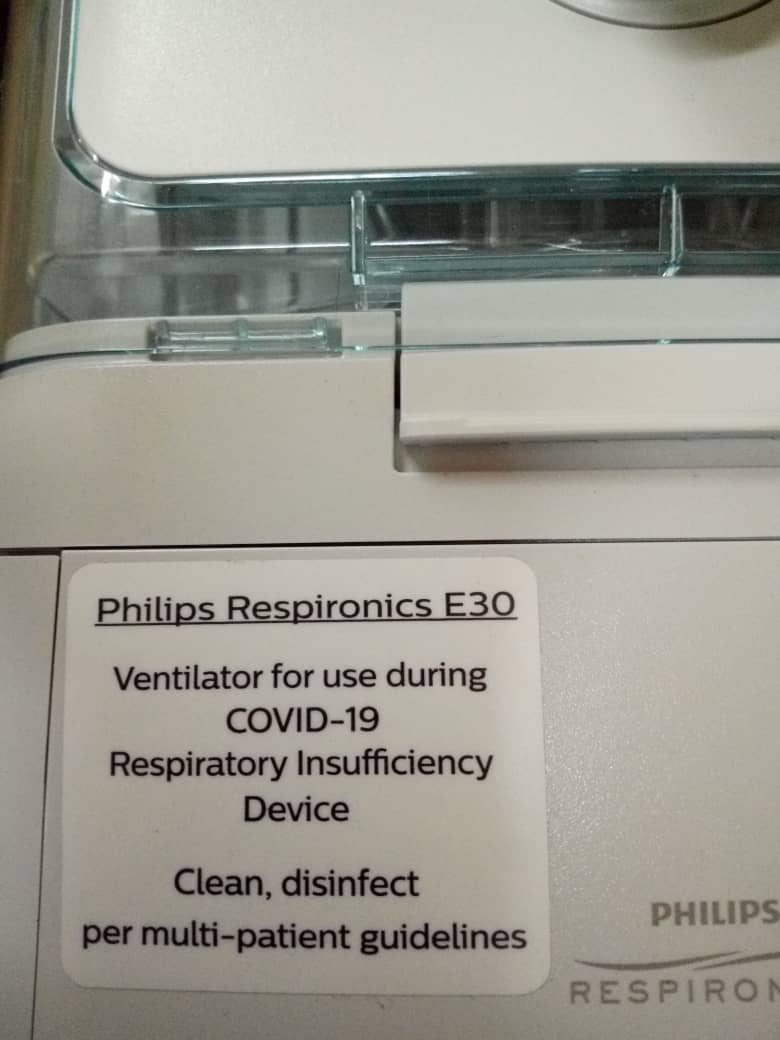 Philips Respironics E30
Ventilator for use during
COVID-19
Respiratory Insufficiency
Device
Clean, disinfect
per multi-patient guidelines
PHILIPS
RESPIRON